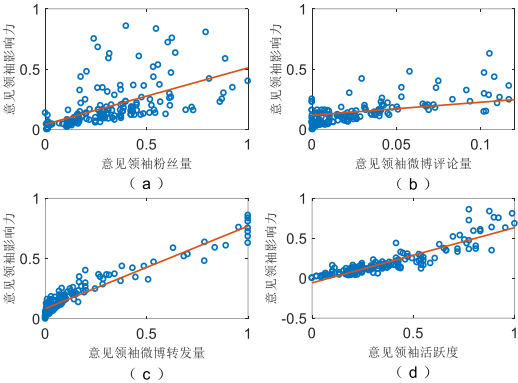 1
0.5
0
意见领袖影响力
0 0.5 1
意见领袖粉丝量
（ a ）
1
0.5
0
意见领袖影响力
0 0.05 0.1
意见领袖微博评论量
（ b ）
1
0.5
0
意见领袖影响力
0 0.5 1
意见领袖微博转发量
（ c ）
1
0.5
0
-0.5
意见领袖影响力
0 0.5 1
意见领袖活跃度
（ d ）